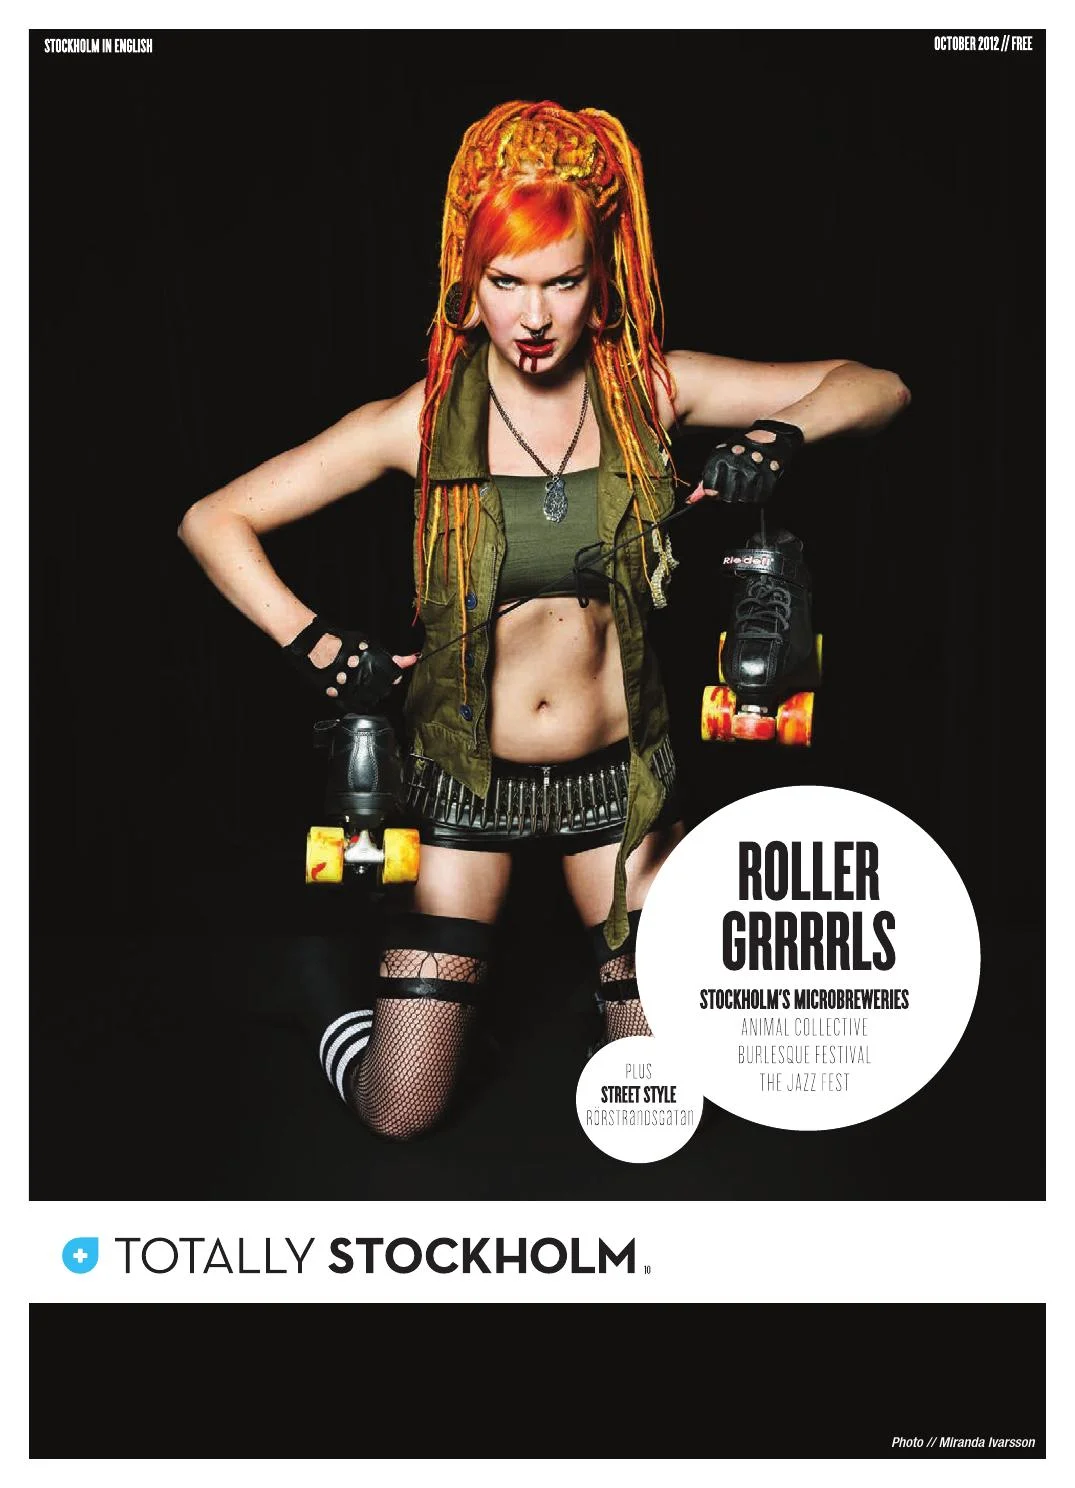 STOCKHOLM IN ENGLISH
OCTOBER 2012 // FREE
Riedell
ROLLER
GRRRRLS
STOCKHOLM'S MICROBREWERIES
ANIMAL COLLECTIVE
BURLESQUE FESTIVAL
THE JAZZ FEST
PLUS
STREET STYLE
RÖRSTRANDSGATAN
TOTALLY STOCKHOLM 10
Photo // Miranda Ivarsson